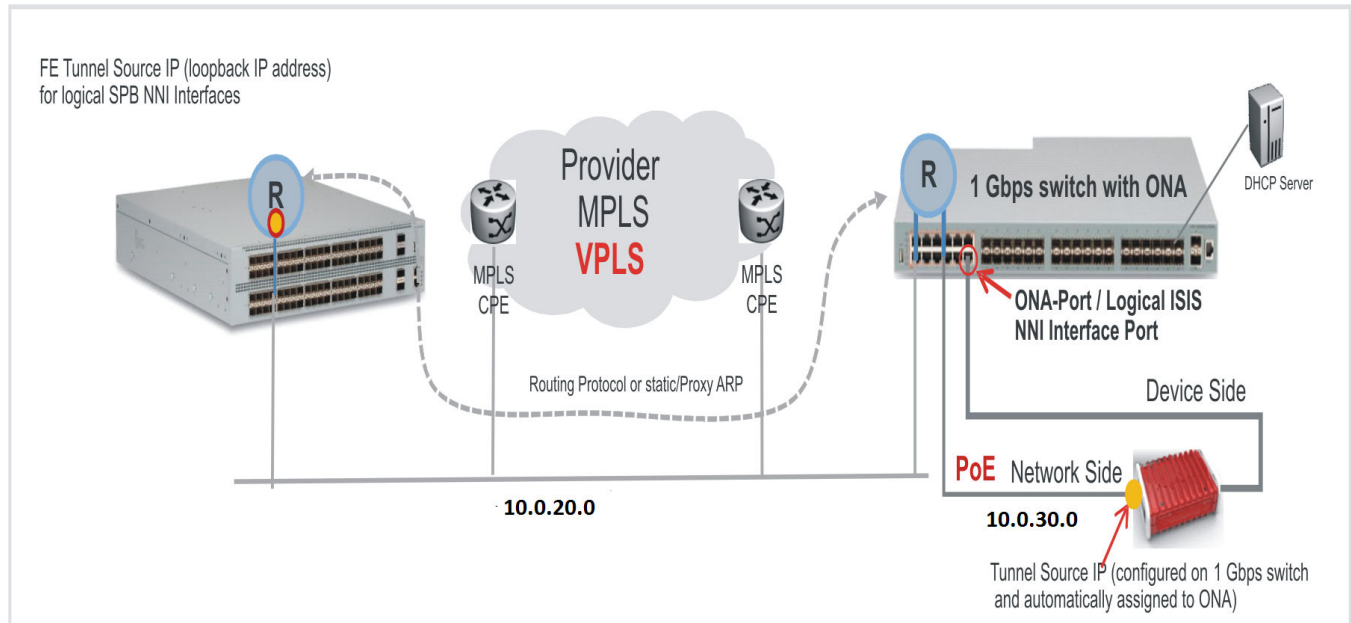 FE Tunnel Source IP (loopback IP address)
for logical SPB NNI Interfaces
R
Provider
MPLS
VPLS
MPLS
CPE
MPLS
CPE
R
1 Gbps switch with ONA
DHCP Server
ONA-Port / Logical ISIS
NNI Interface Port
Routing Protocol or static/Proxy ARP
Device Side
PoE Network Side
10.0.20.0
10.0.30.0
Tunnel Source IP (configured on 1 Gbps switch
and automatically assigned to ONA)